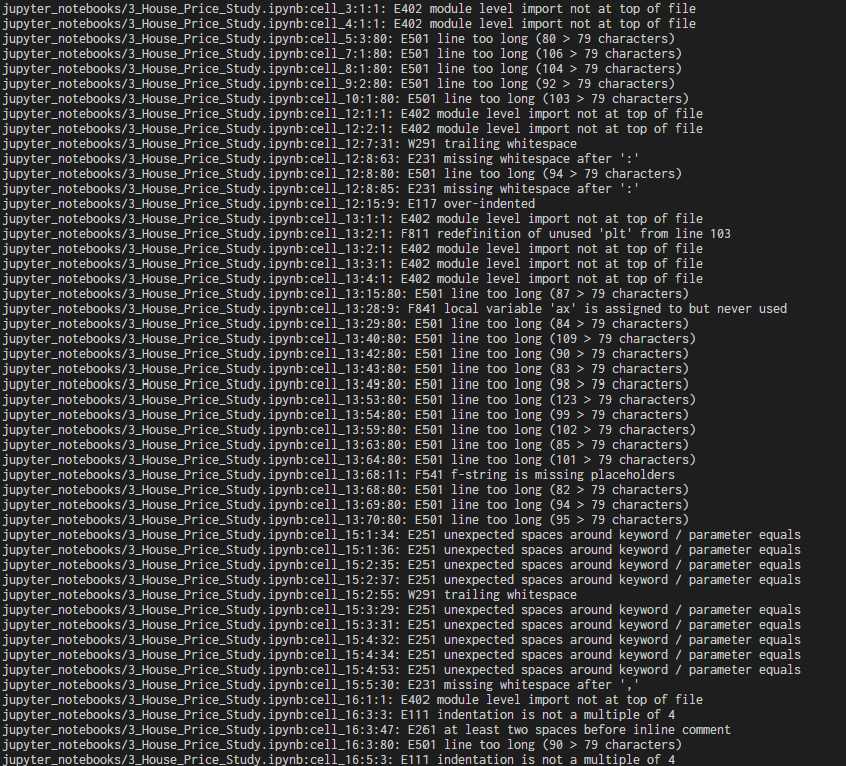 jupyter_notebooks/3_House_Price_Study.ipynb:cell_3:1:1: E402 module level import not at top of file
jupyter_notebooks/3_House_Price_Study.ipynb:cell_4:1:1: E402 module level import not at top of file
jupyter_notebooks/3_House_Price_Study.ipynb:cell_5:3:80: E501 line too long (80 > 79 characters)
jupyter_notebooks/3_House_Price_Study.ipynb:cell_7:1:80: E501 line too long (106 > 79 characters)
jupyter_notebooks/3_House_Price_Study.ipynb:cell_8:1:80: E501 line too long (104 > 79 characters)
jupyter_notebooks/3_House_Price_Study.ipynb:cell_9:2:80: E501 line too long (92 > 79 characters)
jupyter_notebooks/3_House_Price_Study.ipynb:cell_10:1:80: E501 line too long (103 > 79 characters)
jupyter_notebooks/3_House_Price_Study.ipynb:cell_12:1:1: E402 module level import not at top of file
jupyter_notebooks/3_House_Price_Study.ipynb:cell_12:2:1: E402 module level import not at top of file
jupyter_notebooks/3_House_Price_Study.ipynb:cell_12:7:31: W291 trailing whitespace
jupyter_notebooks/3_House_Price_Study.ipynb:cell_12:8:63: E231 missing whitespace after ':'
jupyter_notebooks/3_House_Price_Study.ipynb:cell_12:8:80: E501 line too long (94 > 79 characters)
jupyter_notebooks/3_House_Price_Study.ipynb:cell_12:8:85: E231 missing whitespace after ':'
jupyter_notebooks/3_House_Price_Study.ipynb:cell_12:15:9: E117 over-indented
jupyter_notebooks/3_House_Price_Study.ipynb:cell_13:1:1: E402 module level import not at top of file
jupyter_notebooks/3_House_Price_Study.ipynb:cell_13:2:1: F811 redefinition of unused 'plt' from line 103
jupyter_notebooks/3_House_Price_Study.ipynb:cell_13:2:1: E402 module level import not at top of file
jupyter_notebooks/3_House_Price_Study.ipynb:cell_13:3:1: E402 module level import not at top of file
jupyter_notebooks/3_House_Price_Study.ipynb:cell_13:4:1: E402 module level import not at top of file
jupyter_notebooks/3_House_Price_Study.ipynb:cell_13:15:80: E501 line too long (87 > 79 characters)
jupyter_notebooks/3_House_Price_Study.ipynb:cell_13:28:9: F841 local variable 'ax' is assigned to but never used
jupyter_notebooks/3_House_Price_Study.ipynb:cell_13:29:80: E501 line too long (84 > 79 characters)
jupyter_notebooks/3_House_Price_Study.ipynb:cell_13:40:80: E501 line too long (109 > 79 characters)
jupyter_notebooks/3_House_Price_Study.ipynb:cell_13:42:80: E501 line too long (90 > 79 characters)
jupyter_notebooks/3_House_Price_Study.ipynb:cell_13:43:80: E501 line too long (83 > 79 characters)
jupyter_notebooks/3_House_Price_Study.ipynb:cell_13:49:80: E501 line too long (98 > 79 characters)
jupyter_notebooks/3_House_Price_Study.ipynb:cell_13:53:80: E501 line too long (123 > 79 characters)
jupyter_notebooks/3_House_Price_Study.ipynb:cell_13:54:80: E501 line too long (99 > 79 characters)
jupyter_notebooks/3_House_Price_Study.ipynb:cell_13:59:80: E501 line too long (102 > 79 characters)
jupyter_notebooks/3_House_Price_Study.ipynb:cell_13:63:80: E501 line too long (85 > 79 characters)
jupyter_notebooks/3_House_Price_Study.ipynb:cell_13:64:80: E501 line too long (101 > 79 characters)
jupyter_notebooks/3_House_Price_Study.ipynb:cell_13:68:11: F541 f-string is missing placeholders
jupyter_notebooks/3_House_Price_Study.ipynb:cell_13:68:80: E501 line too long (82 > 79 characters)
jupyter_notebooks/3_House_Price_Study.ipynb:cell_13:69:80: E501 line too long (94 > 79 characters)
jupyter_notebooks/3_House_Price_Study.ipynb:cell_13:70:80: E501 line too long (95 > 79 characters)
jupyter_notebooks/3_House_Price_Study.ipynb:cell_15:1:34: E251 unexpected spaces around keyword / parameter equals
jupyter_notebooks/3_House_Price_Study.ipynb:cell_15:1:36: E251 unexpected spaces around keyword / parameter equals
jupyter_notebooks/3_House_Price_Study.ipynb:cell_15:2:35: E251 unexpected spaces around keyword / parameter equals
jupyter_notebooks/3_House_Price_Study.ipynb:cell_15:2:37: E251 unexpected spaces around keyword / parameter equals
jupyter_notebooks/3_House_Price_Study.ipynb:cell_15:2:55: W291 trailing whitespace
jupyter_notebooks/3_House_Price_Study.ipynb:cell_15:3:29: E251 unexpected spaces around keyword / parameter equals
jupyter_notebooks/3_House_Price_Study.ipynb:cell_15:3:31: E251 unexpected spaces around keyword / parameter equals
jupyter_notebooks/3_House_Price_Study.ipynb:cell_15:4:32: E251 unexpected spaces around keyword / parameter equals
jupyter_notebooks/3_House_Price_Study.ipynb:cell_15:4:34: E251 unexpected spaces around keyword / parameter equals
jupyter_notebooks/3_House_Price_Study.ipynb:cell_15:4:53: E251 unexpected spaces around keyword / parameter equals
jupyter_notebooks/3_House_Price_Study.ipynb:cell_15:5:30: E231 missing whitespace after ','
jupyter_notebooks/3_House_Price_Study.ipynb:cell_16:1:1: E402 module level import not at top of file
jupyter_notebooks/3_House_Price_Study.ipynb:cell_16:3:3: E111 indentation is not a multiple of 4
jupyter_notebooks/3_House_Price_Study.ipynb:cell_16:3:47: E261 at least two spaces before inline comment
jupyter_notebooks/3_House_Price_Study.ipynb:cell_16:3:80: E501 line too long (90 > 79 characters)
jupyter_notebooks/3_House_Price_Study.ipynb:cell_16:5:3: E111 indentation is not a multiple of 4